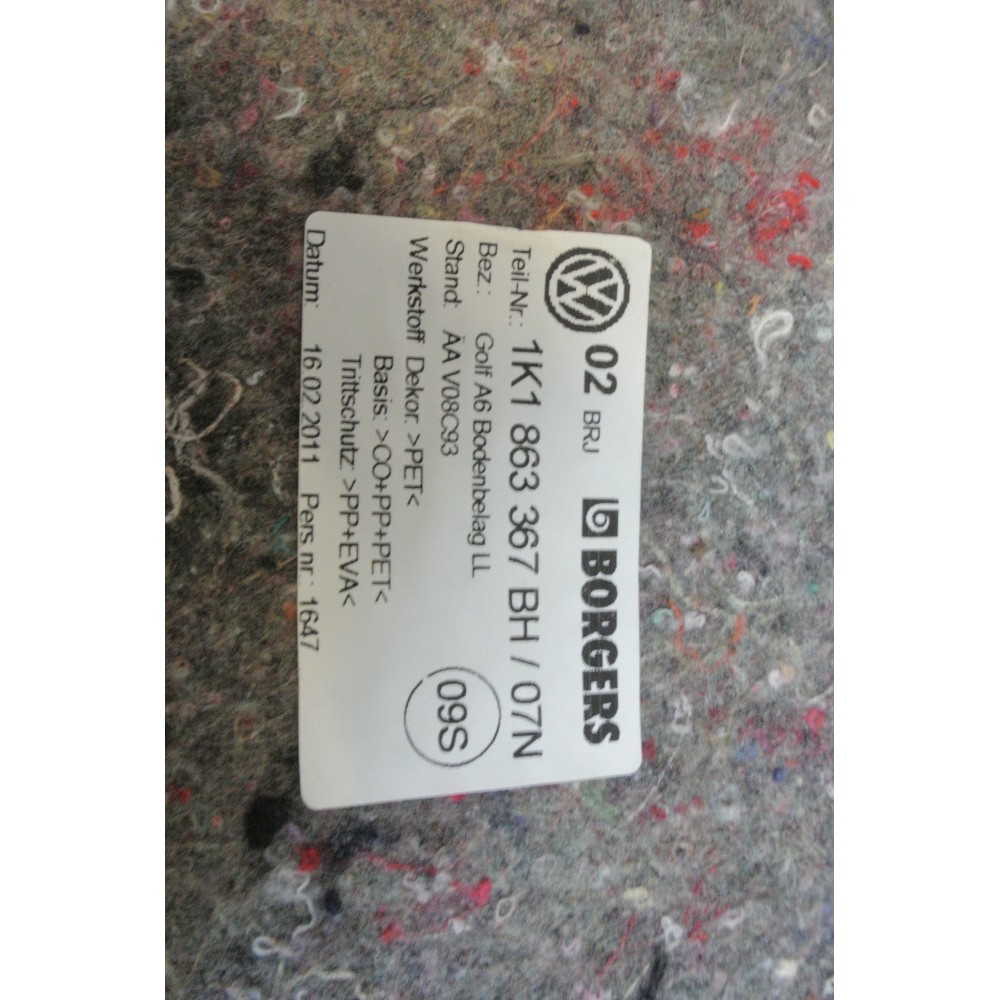 02 BRJ BORGERS
Teil-Nr.: 1K1 863 367 BH / 07N
Bez.: Golf A6 Bodenbelag LL
Stand: ÄA V08C93
Werkstoff Dekor: >PET<
Basis: >CO+PP+PET<
Trittschutz: >PP+EVA<
Datum: 16.02.2011 Pers.nr.: 1647
09S